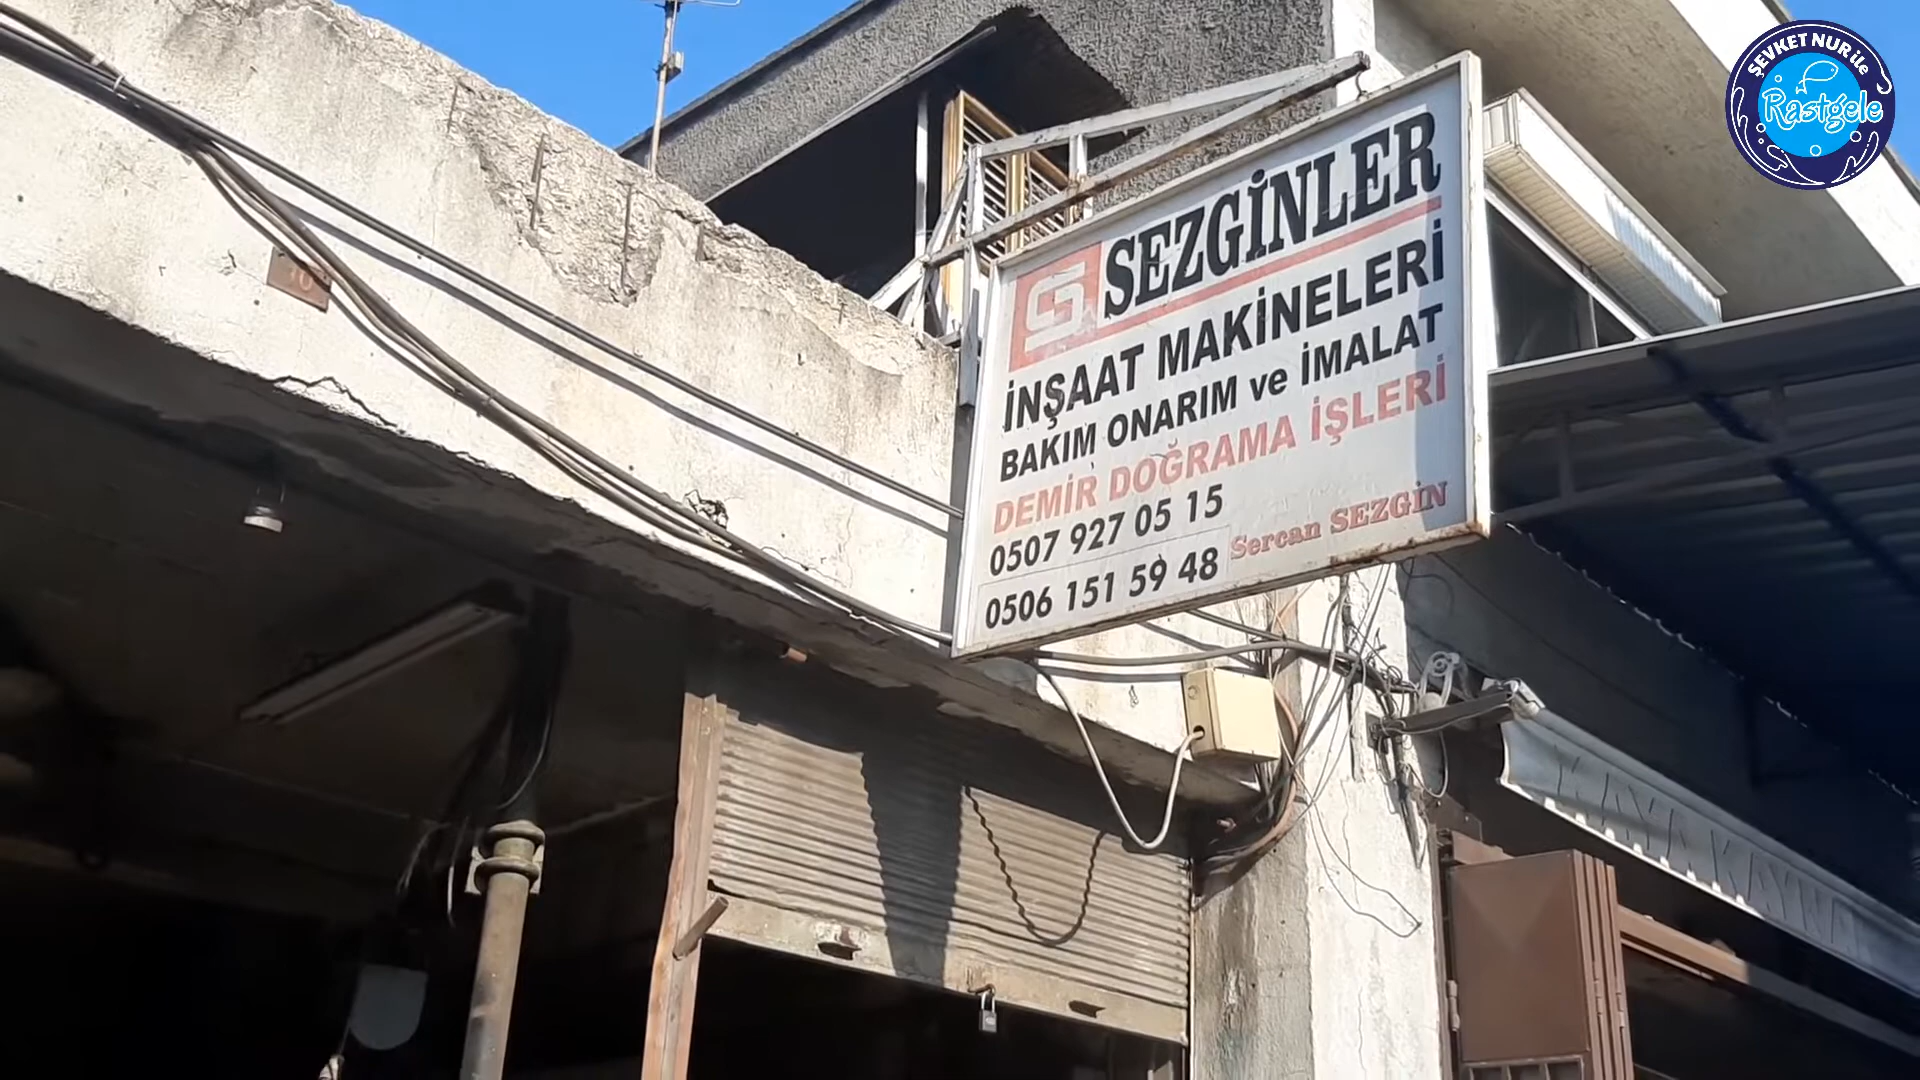 ŞEVKET NUR ile
Rastgele
SEZGİNLER
İNŞAAT MAKİNELERİ
BAKIM ONARIM ve İMALAT
DEMİR DOĞRAMA İŞLERİ
0507 927 05 15
0506 151 59 48
Sercan SEZGİN